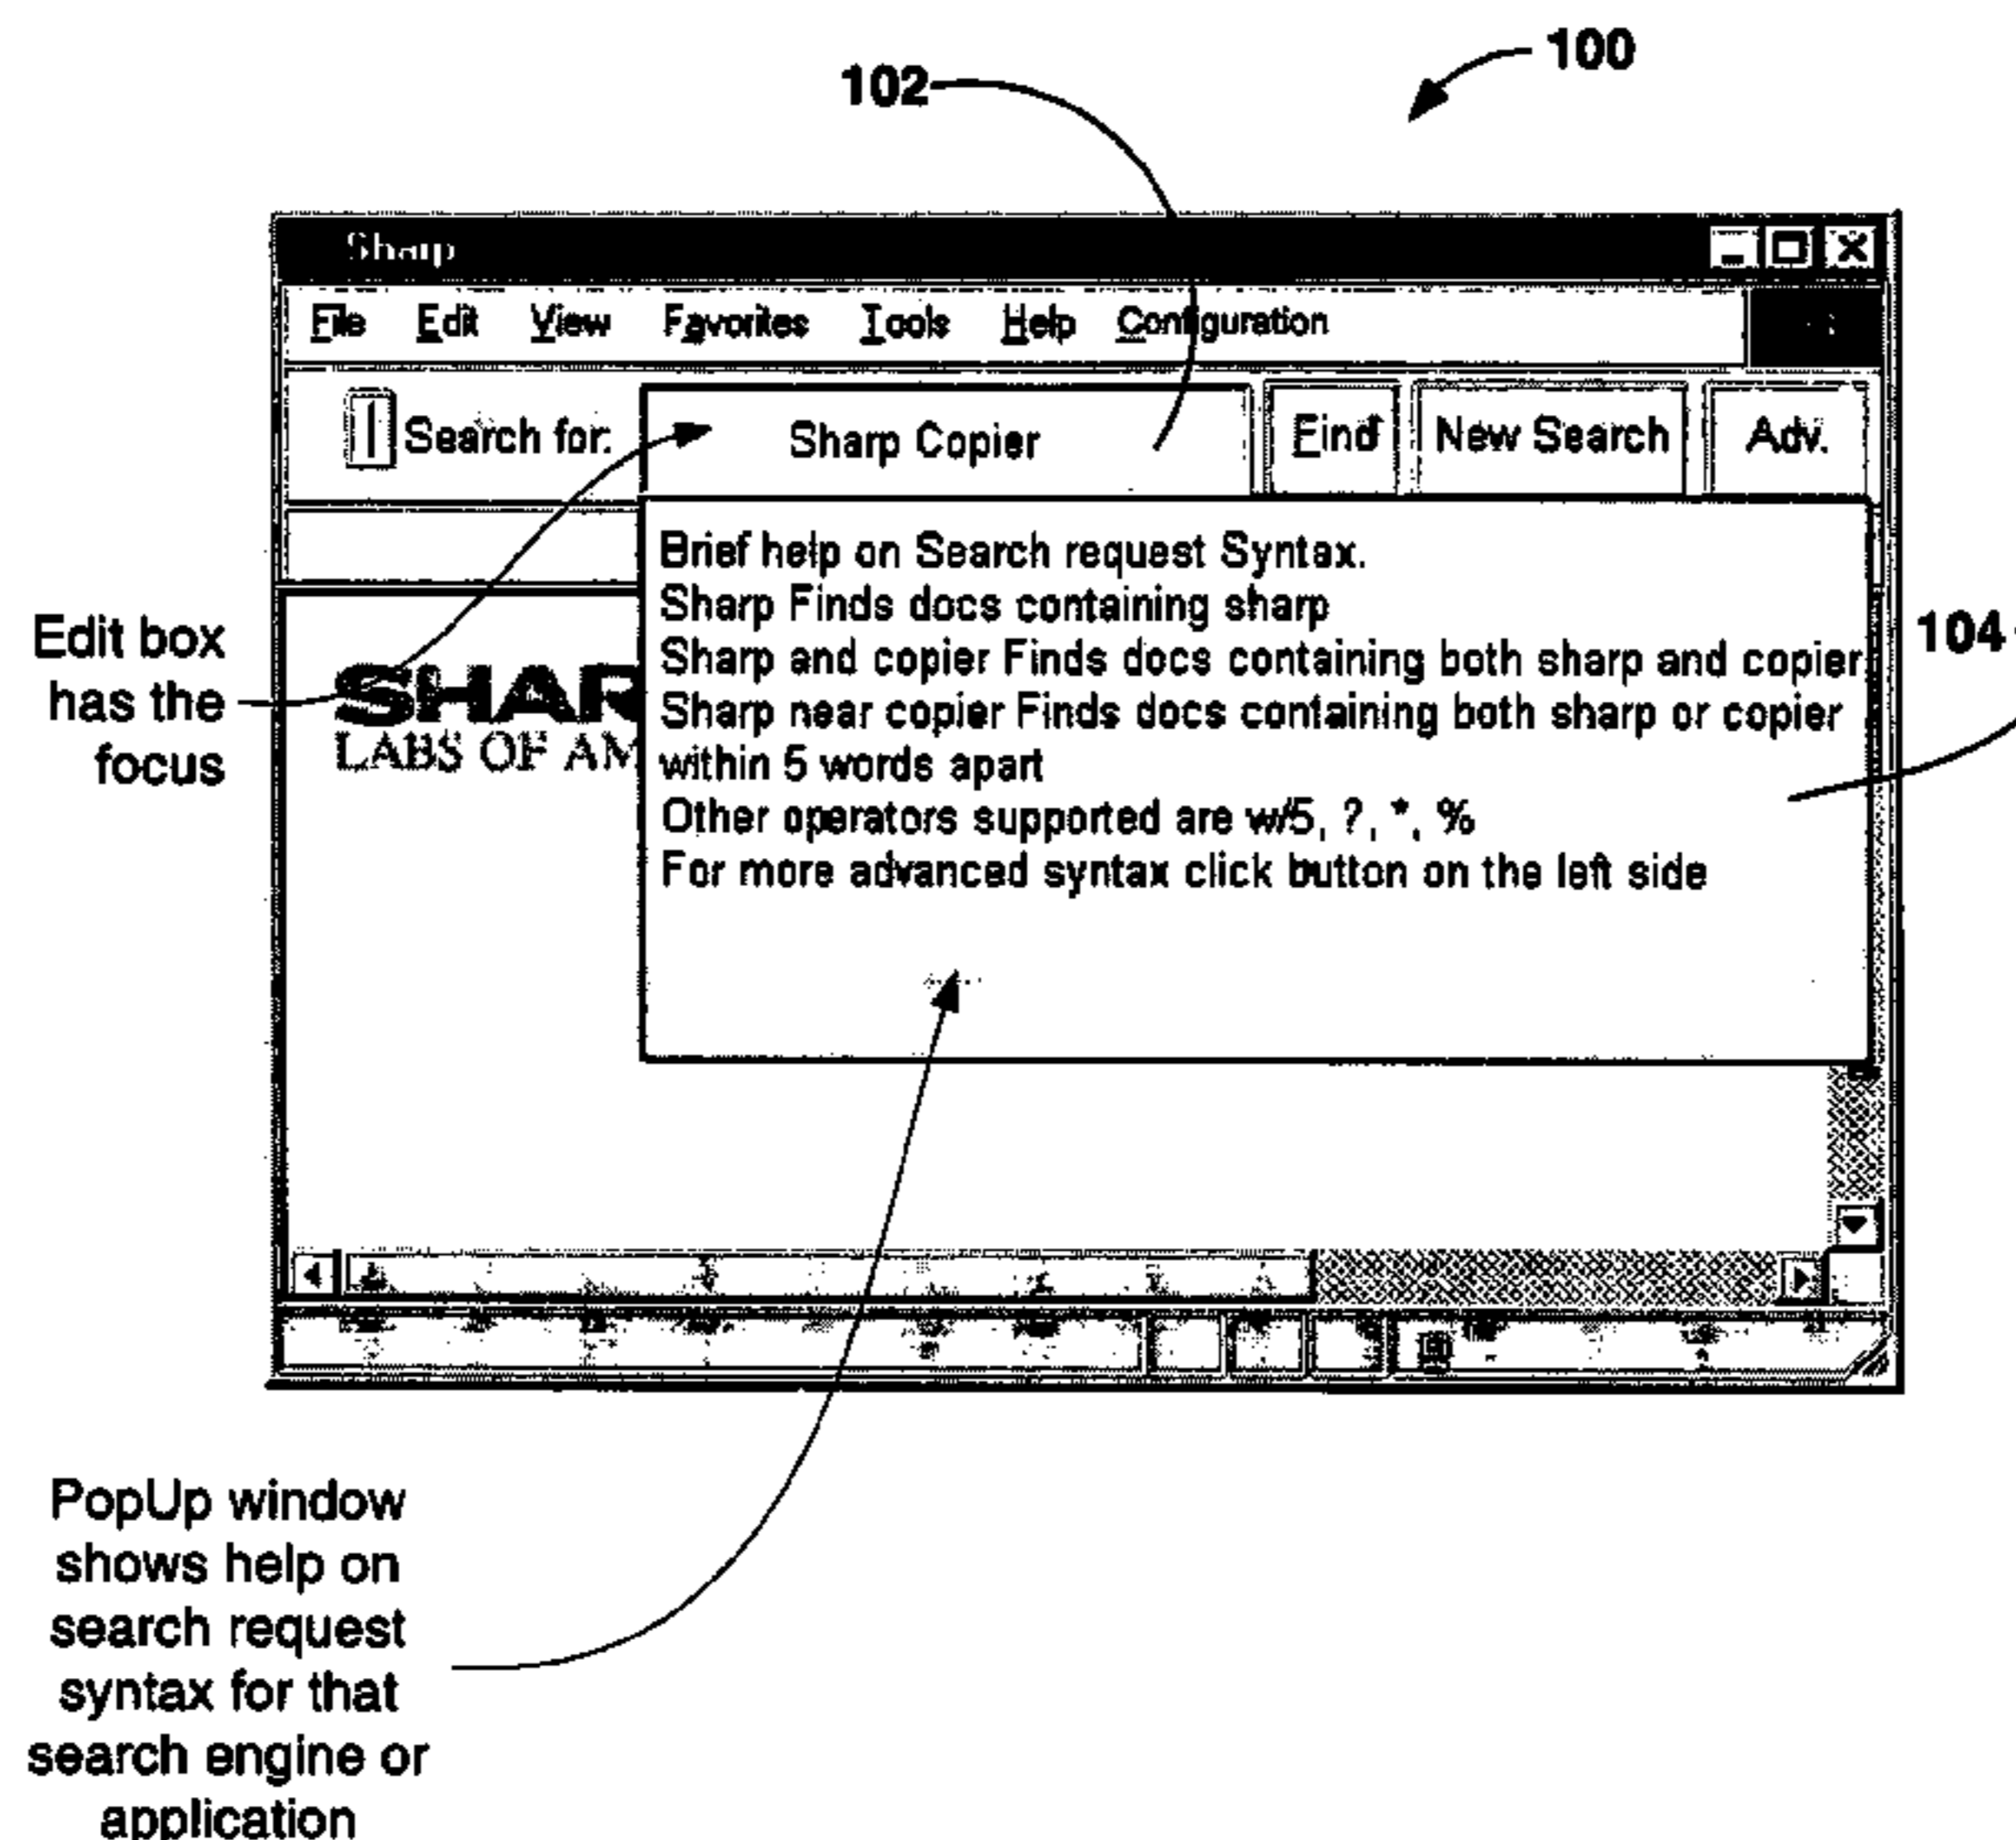 100
102
Sharp
File Edit View Favorites Tools Help Configuration
Search for: Sharp Copier Find New Search Adv.
Brief help on Search request Syntax.
Sharp Finds docs containing sharp
Sharp and copier Finds docs containing both sharp and copier
Sharp near copier Finds docs containing both sharp or copier
within 5 words apart
Other operators supported are w/5, ?, *, %
For more advanced syntax click button on the left side
104
Edit box
has the
focus
SHAR
LABS OF AM
PopUp window
shows help on
search request
syntax for that
search engine or
application